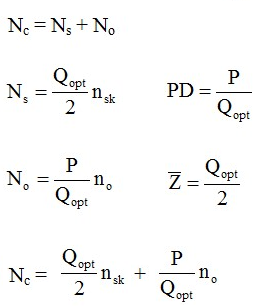 N_c = N_s + N_o
N_s = Q_opt/2 n_sk    PD = P/Q_opt
N_o = P/Q_opt n_o    Z̅ = Q_opt/2
N_c = Q_opt/2 n_sk + P/Q_opt n_o